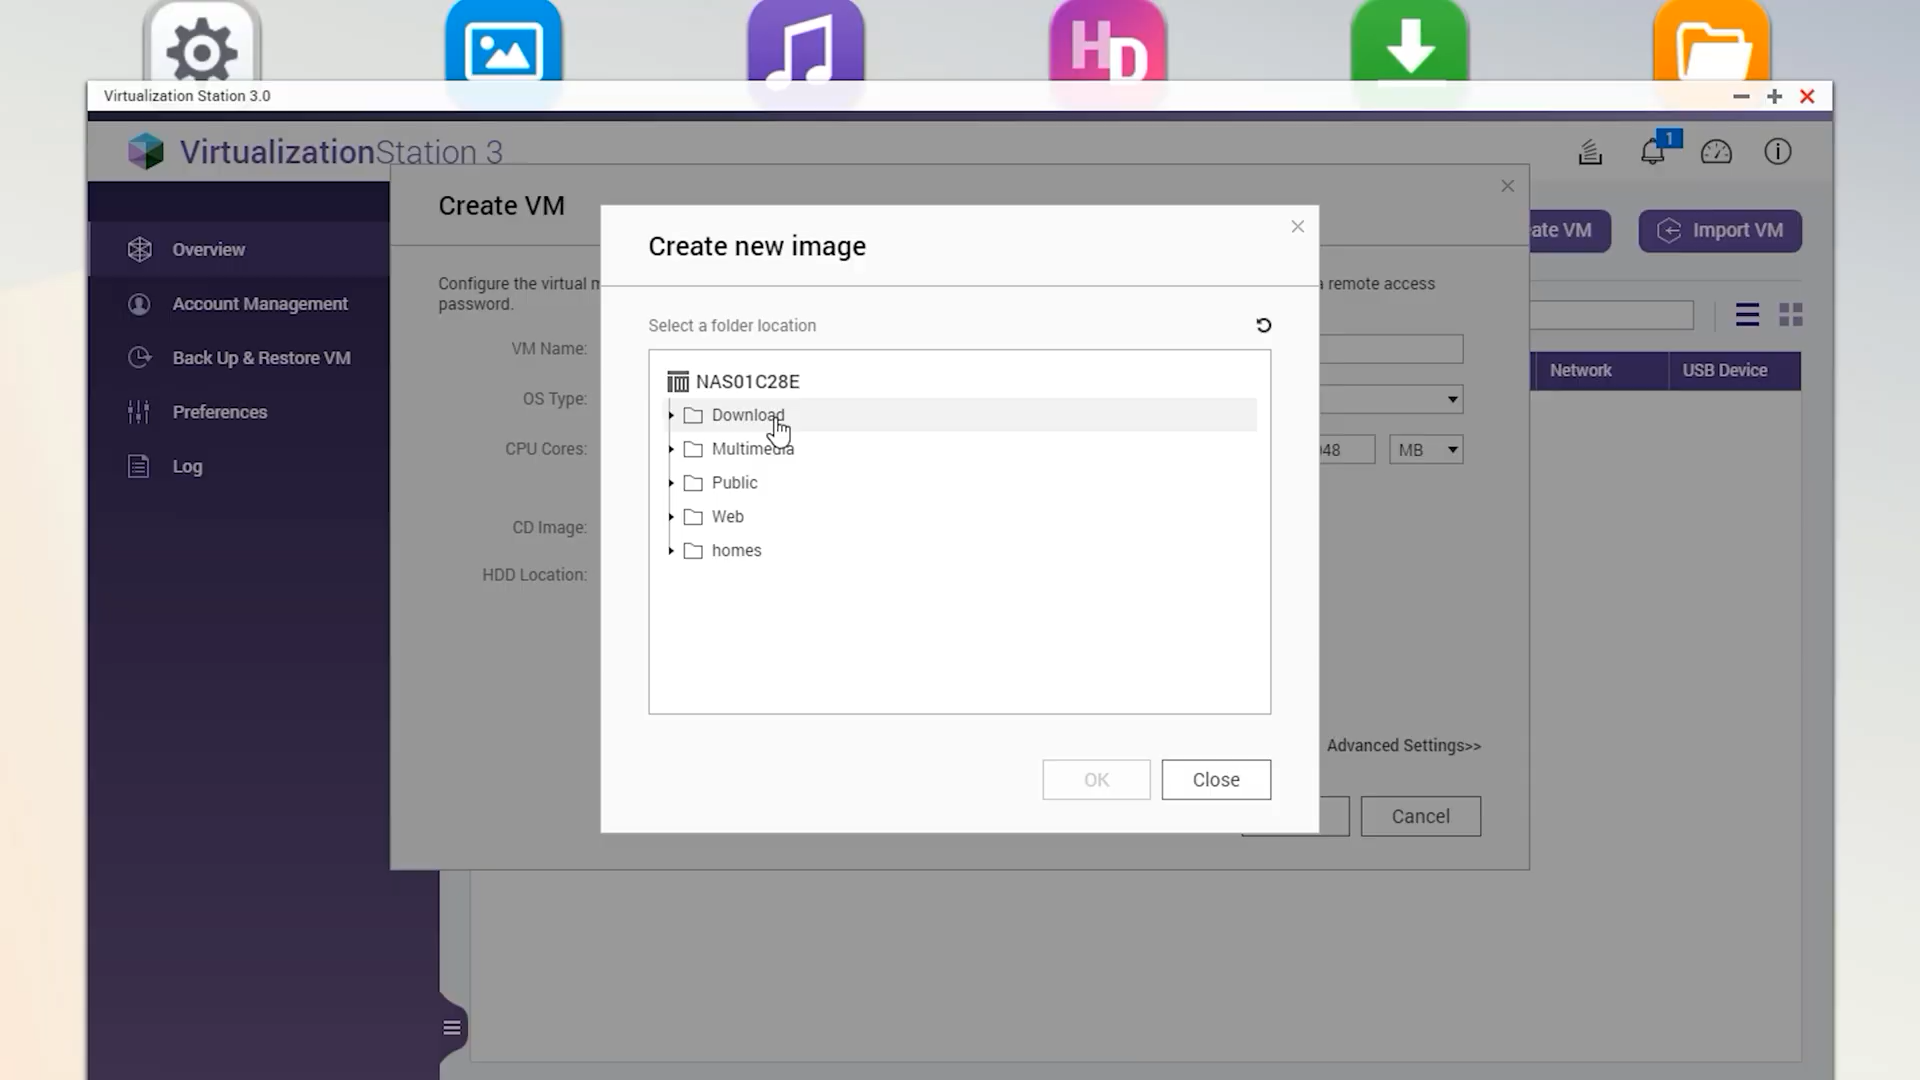 HD
Virtualization Station 3.0
VirtualizationStation 3
1
Overview
Account Management
Back Up & Restore VM
Preferences
Log
Create VM
Import VM
Network
USB Device
Create VM
Configure the virtual
remote access
password.
VM Name:
OS Type:
CPU Cores:
MB
CD Image:
HDD Location:
Advanced Settings>>
Cancel
Create new image
Select a folder location
NAS01C28E
Download
Multimedia
Public
Web
homes
OK
Close